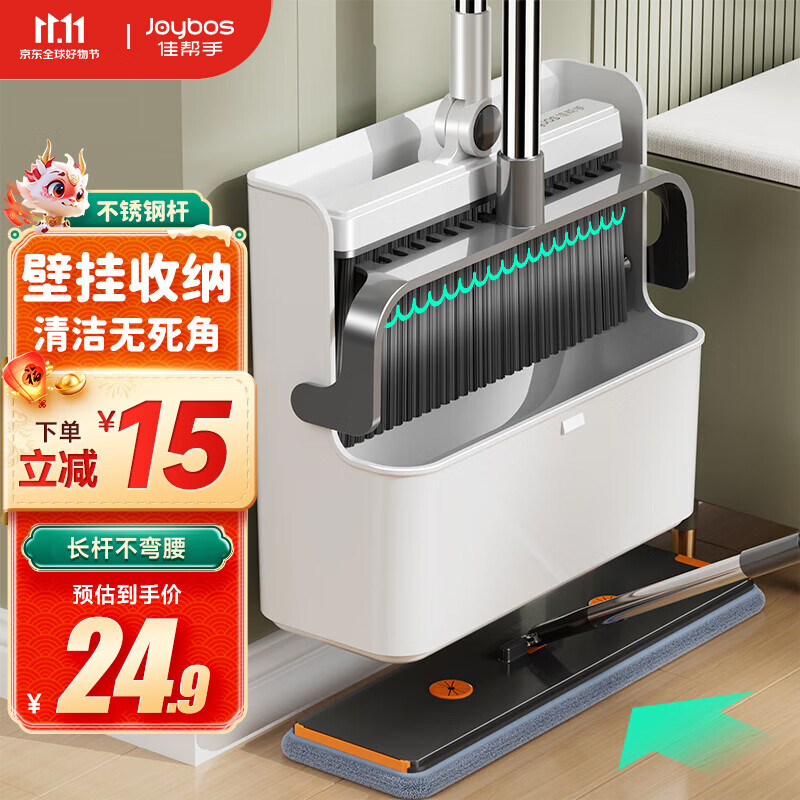 11.11
京东全球好物节
Joybos
佳帮手
不锈钢杆
壁挂收纳
清洁无死角
下单
立减
¥15
长杆不弯腰
预估到手价
¥24.9
福